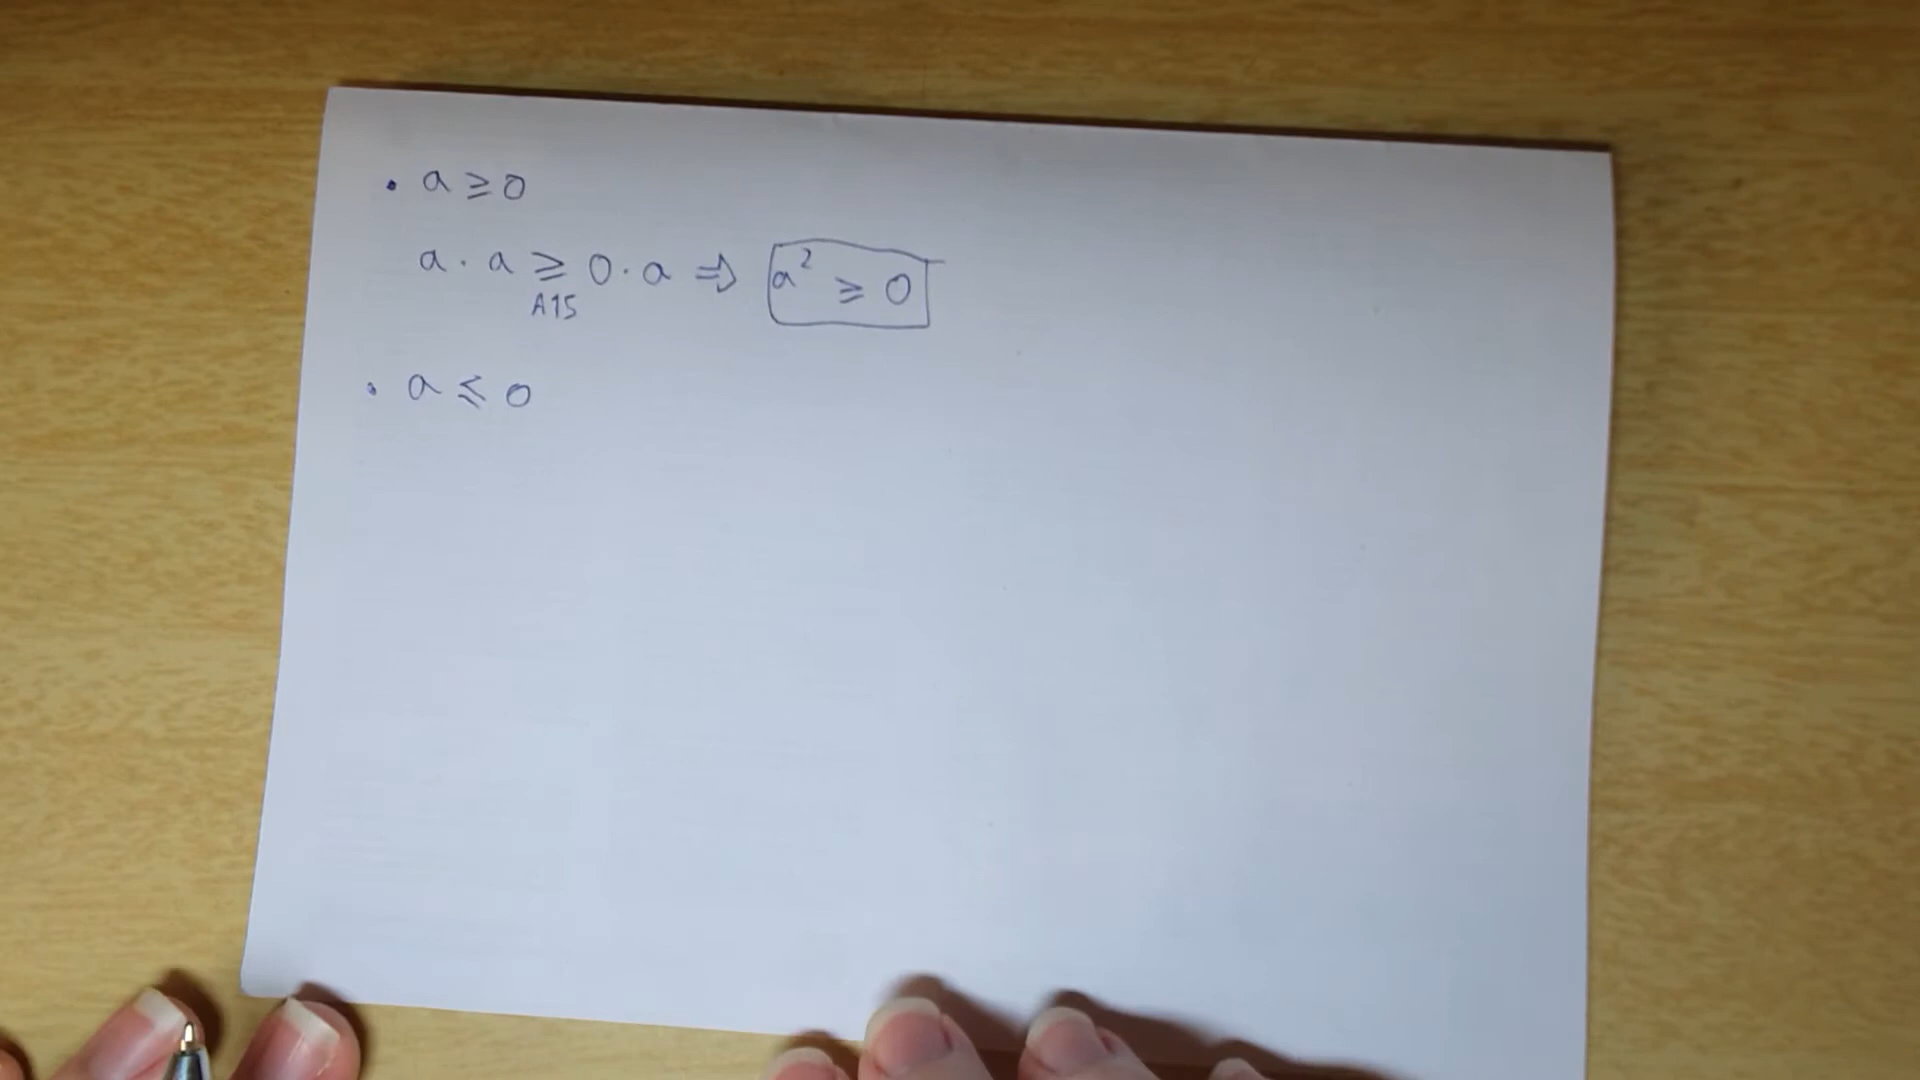 • a ≥ 0
a · a ≥ 0 · a ⇒ a² ≥ 0
A15
• a ≤ 0